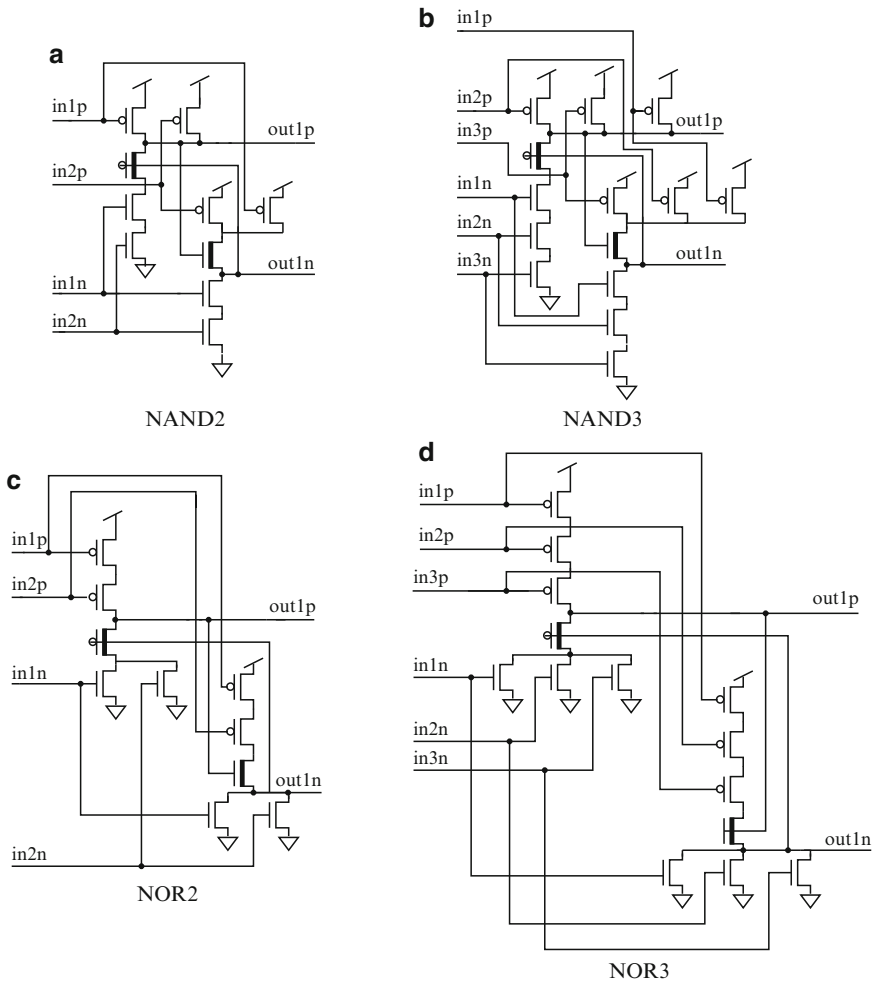 a
in1p
out1p
in2p
in1n
out1n
in2n
NAND2
b
in1p
in2p
out1p
in3p
in1n
in2n
in3n
out1n
NAND3
c
in1p
in2p
out1p
in1n
out1n
in2n
NOR2
d
in1p
in2p
in3p
out1p
in1n
in2n
in3n
out1n
NOR3